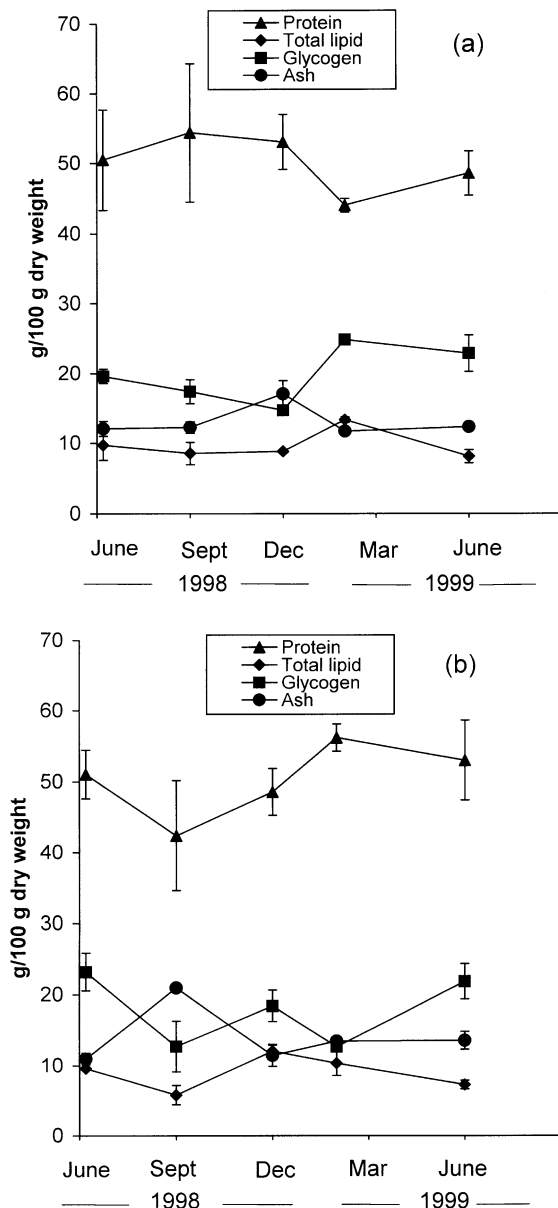 Protein
Total lipid
Glycogen
Ash
(a)
g/100 g dry weight
70
60
50
40
30
20
10
0
June Sept Dec Mar June
1998 1999
Protein
Total lipid
Glycogen
Ash
(b)
g/100 g dry weight
70
60
50
40
30
20
10
0
June Sept Dec Mar June
1998 1999